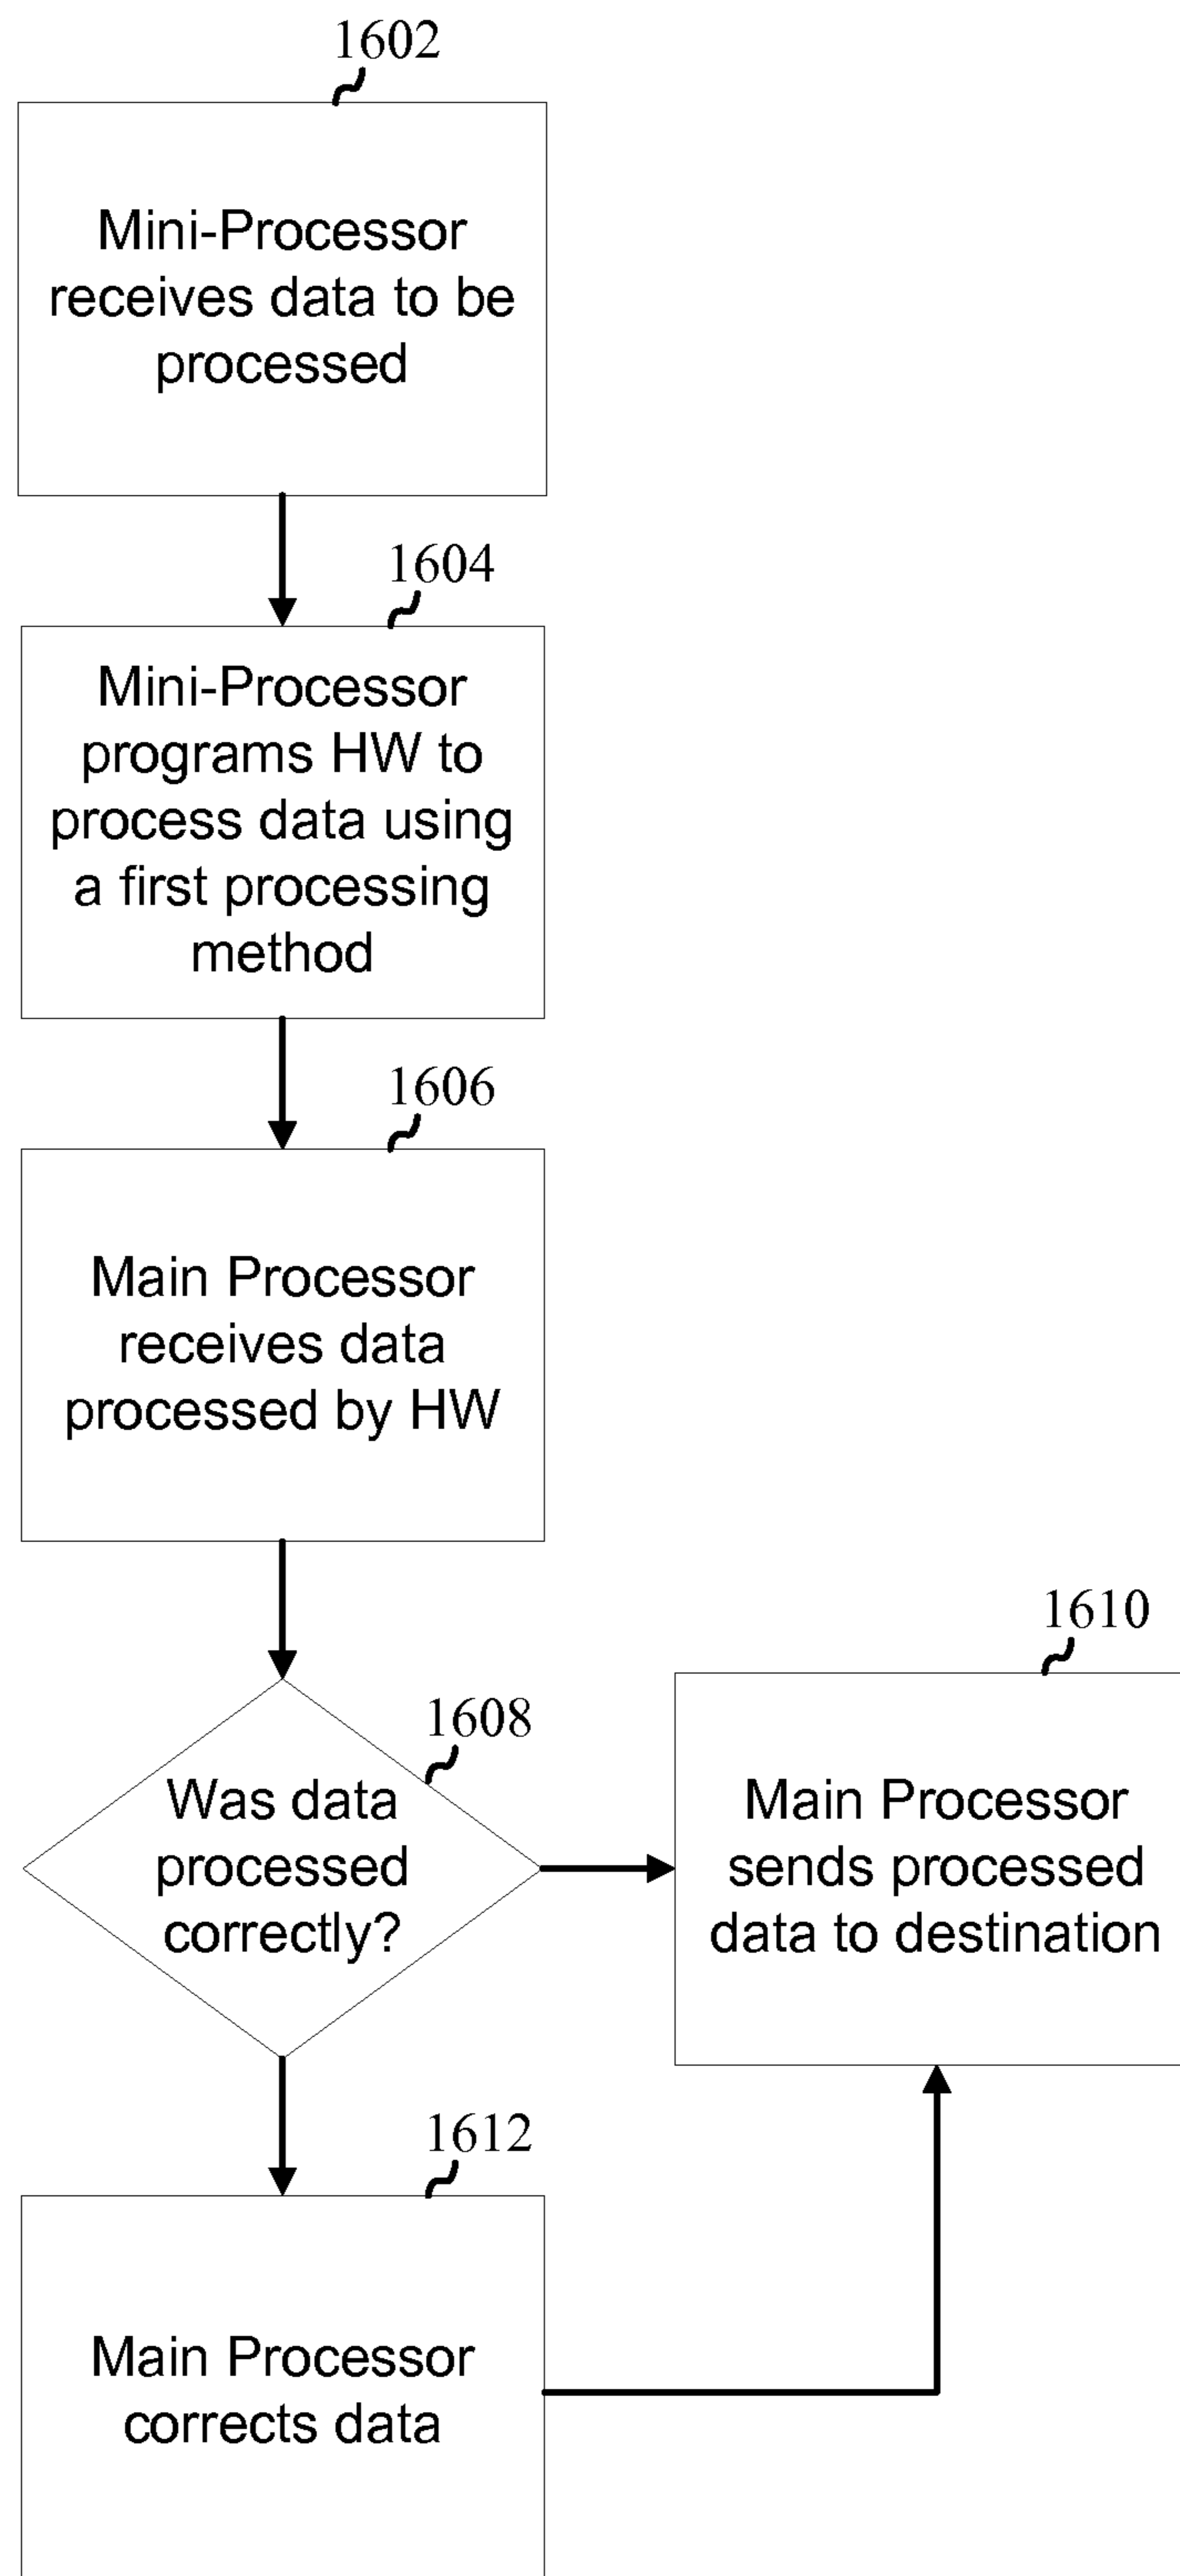 1602
Mini-Processor
receives data to be
processed
1604
Mini-Processor
programs HW to
process data using
a first processing
method
1606
Main Processor
receives data
processed by HW
1608
Was data
processed
correctly?
1610
Main Processor
sends processed
data to destination
1612
Main Processor
corrects data